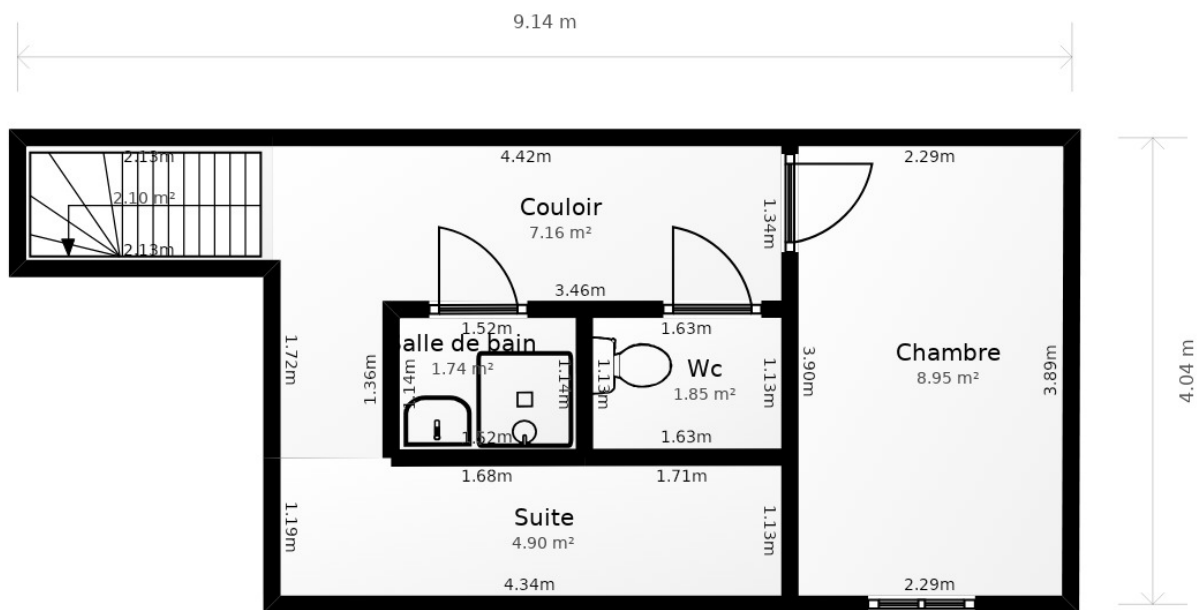 9.14 m
2.13m
4.42m
2.29m
2.10 m²
Couloir
7.16 m²
1.34m
2.13m
3.46m
1.52m
1.63m
Salle de bain
1.74 m²
1.72m
1.36m
1.14m
1.14m
1.13m
Wc
1.85 m²
1.13m
3.90m
Chambre
8.95 m²
3.89m
4.04 m
1.52m
1.63m
1.68m
1.71m
1.19m
Suite
4.90 m²
1.13m
4.34m
2.29m